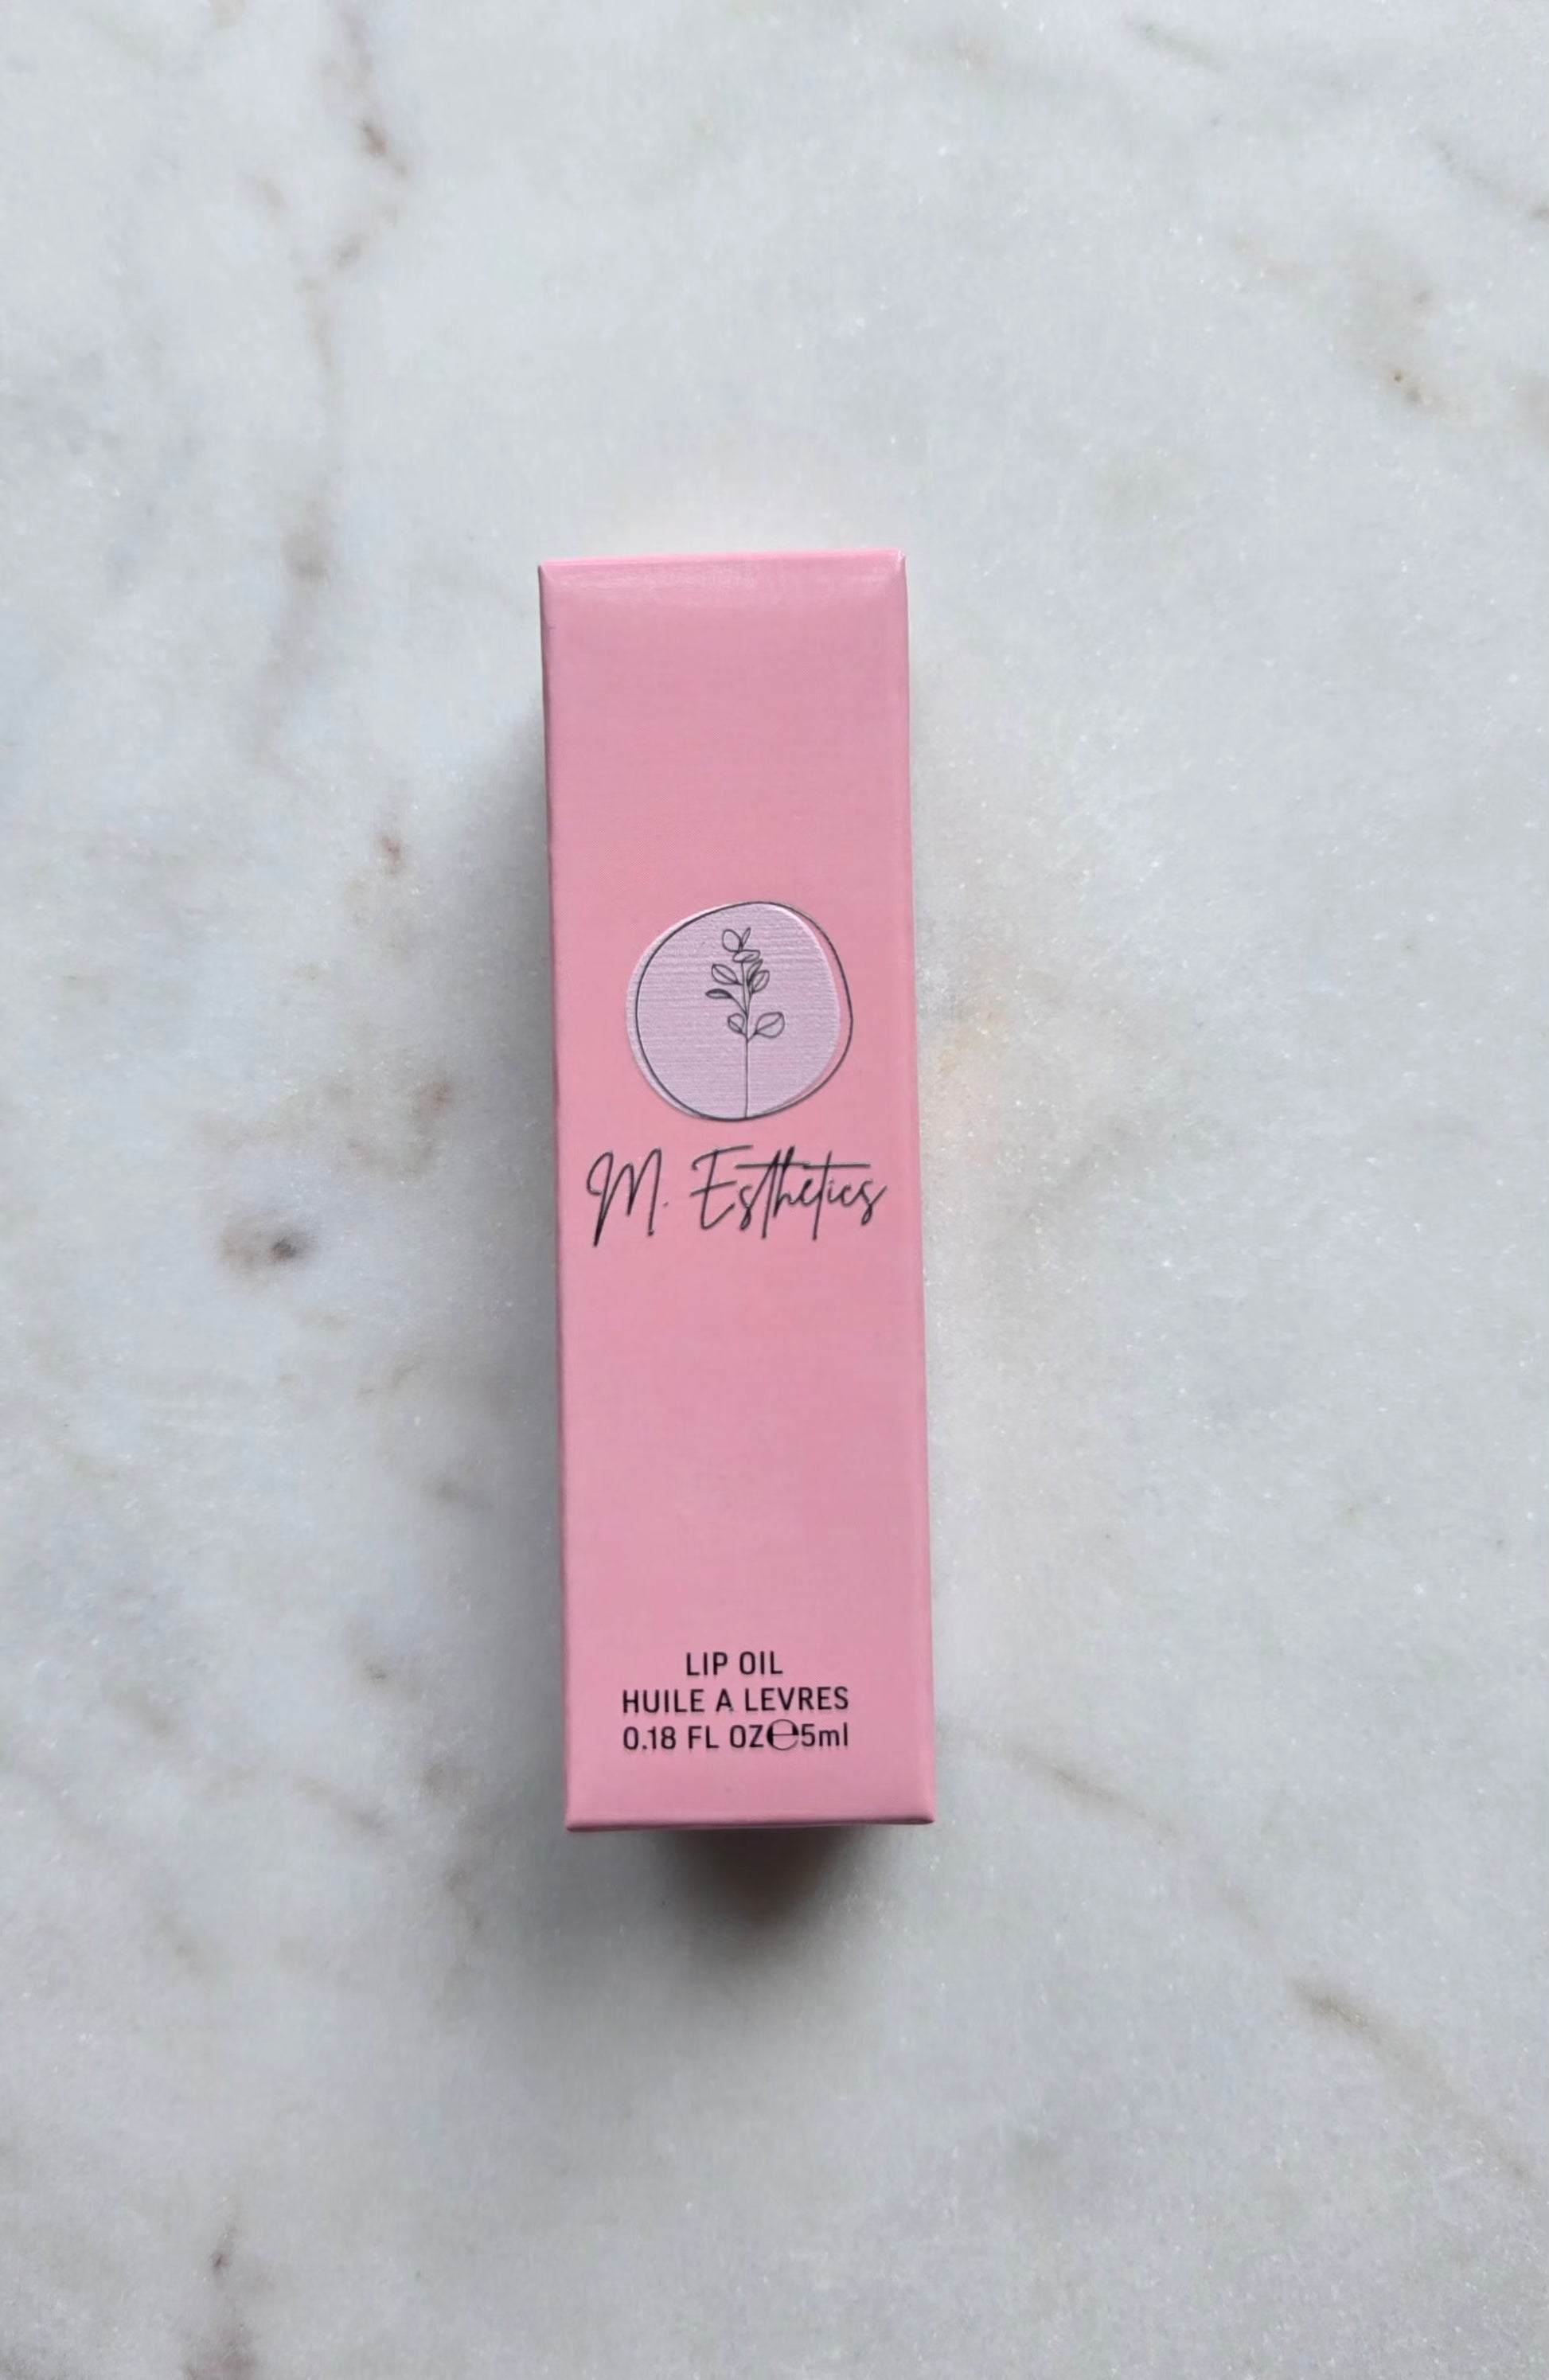 M. Esthetics
LIP OIL
HUILE A LEVRES
0.18 FL OZ℮5ml